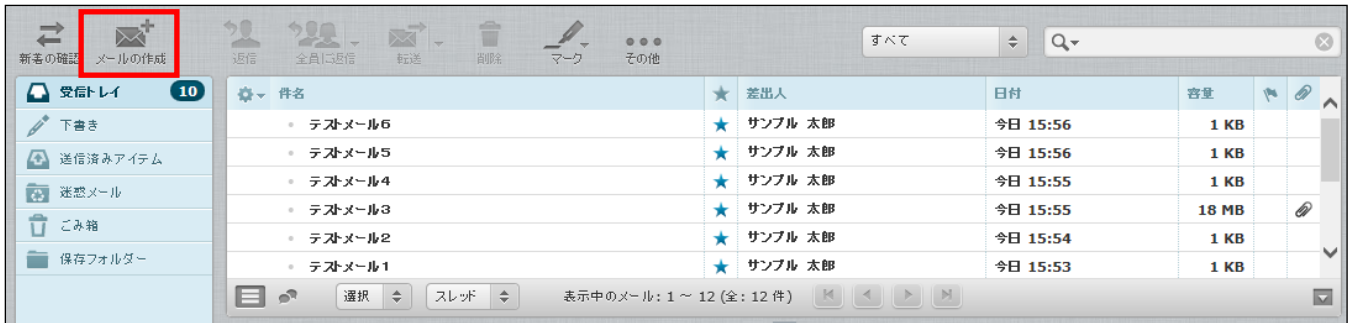 新着の確認 メールの作成 返信 全員に返信 転送 削除 マーク その他 すべて
受信トレイ 10 件名 差出人 日付 容量
下書き テストメール6 サンプル 太郎 今日 15:56 1 KB
送信済みアイテム テストメール5 サンプル 太郎 今日 15:56 1 KB
迷惑メール テストメール4 サンプル 太郎 今日 15:55 1 KB
ごみ箱 テストメール3 サンプル 太郎 今日 15:55 18 MB
保存フォルダー テストメール2 サンプル 太郎 今日 15:54 1 KB
テストメール1 サンプル 太郎 今日 15:53 1 KB
選択 スレッド 表示中のメール: 1 ~ 12 (全: 12 件)